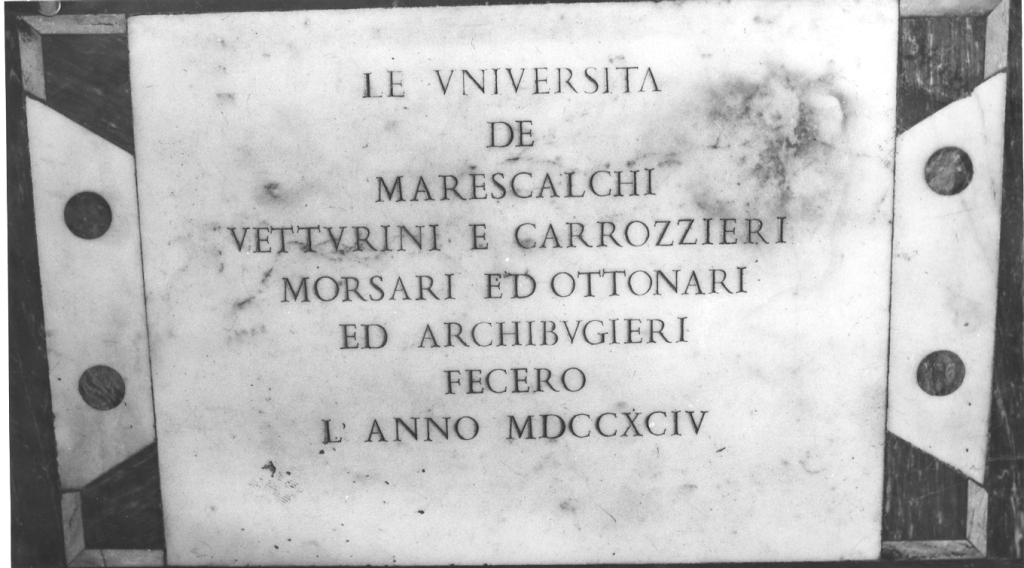 LE VNIVERSITA
DE
MARESCALCHI
VETTVRINI E CARROZZIERI
MORSARI ED OTTONARI
ED ARCHIBVGIERI
FECERO
L' ANNO MDCCXCIV